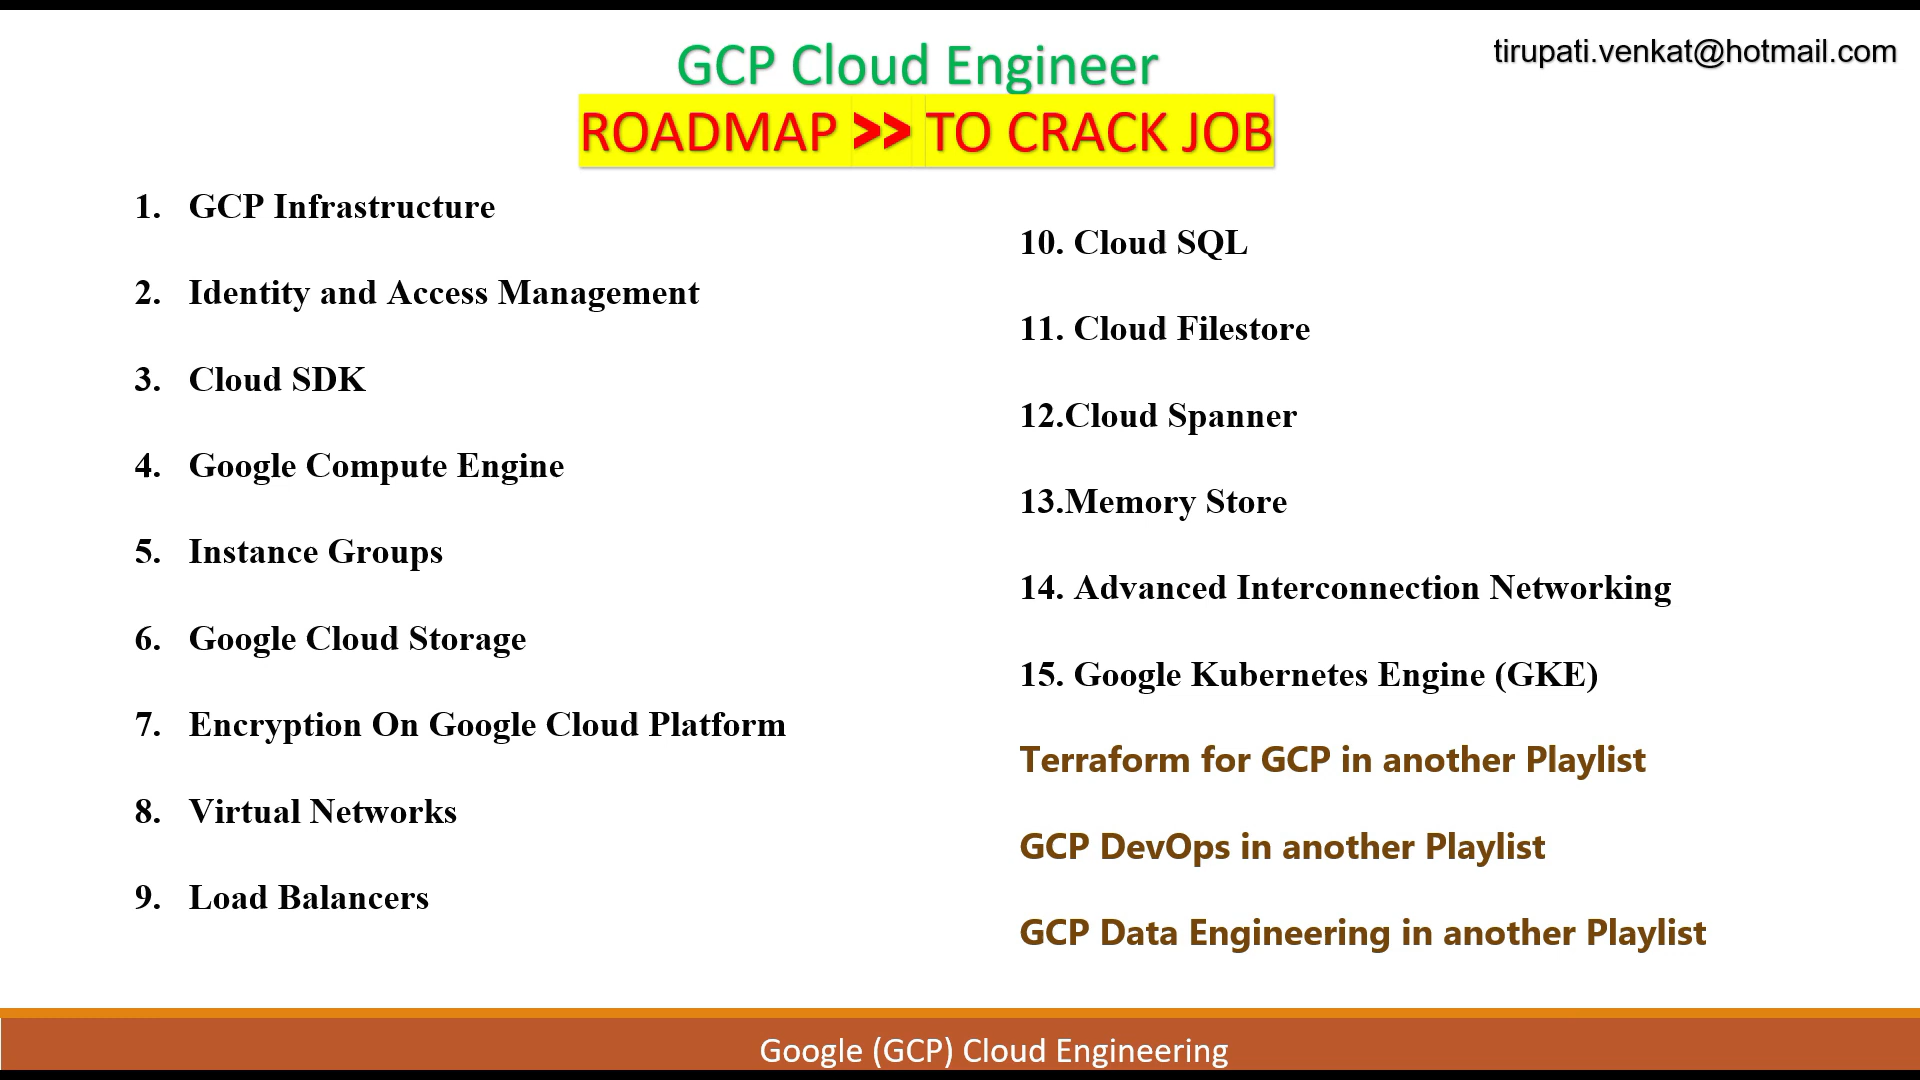 tirupati.venkat@hotmail.com
GCP Cloud Engineer
ROADMAP >> TO CRACK JOB
1. GCP Infrastructure
2. Identity and Access Management
3. Cloud SDK
4. Google Compute Engine
5. Instance Groups
6. Google Cloud Storage
7. Encryption On Google Cloud Platform
8. Virtual Networks
9. Load Balancers
10. Cloud SQL
11. Cloud Filestore
12.Cloud Spanner
13.Memory Store
14. Advanced Interconnection Networking
15. Google Kubernetes Engine (GKE)
Terraform for GCP in another Playlist
GCP DevOps in another Playlist
GCP Data Engineering in another Playlist
Google (GCP) Cloud Engineering